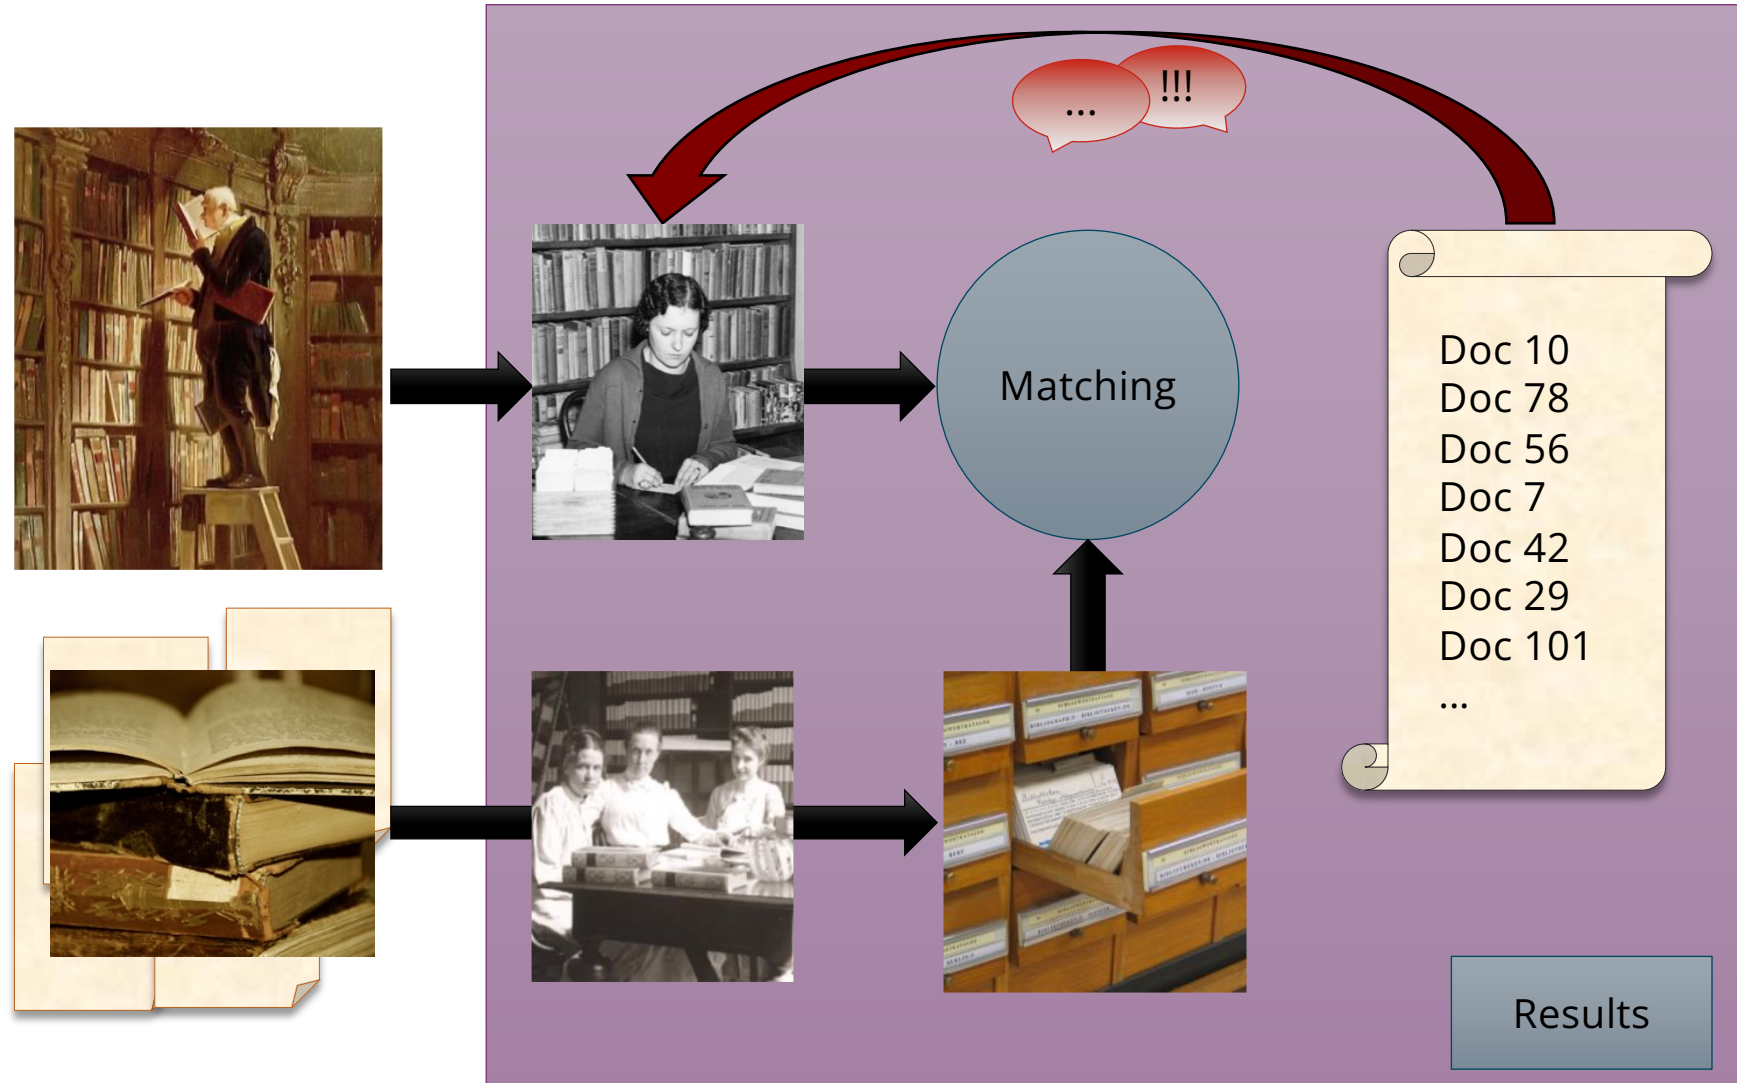 ...
!!!
Matching
Doc 10
Doc 78
Doc 56
Doc 7
Doc 42
Doc 29
Doc 101
...
Results